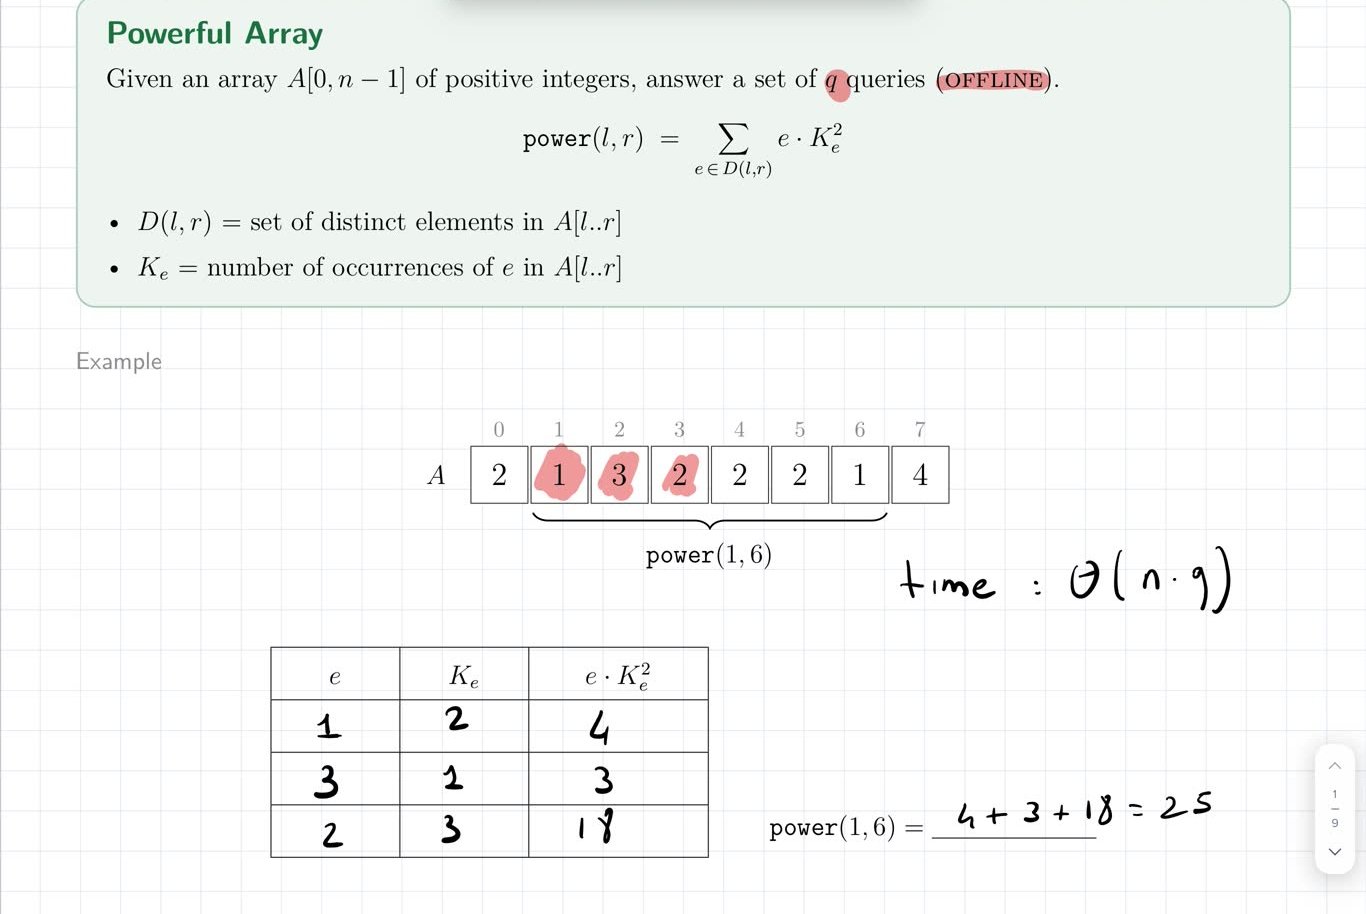 Powerful Array
Given an array A[0, n − 1] of positive integers, answer a set of q queries (OFFLINE).
power(l, r) = ∑ e · K_e^2
e ∈ D(l,r)
• D(l, r) = set of distinct elements in A[l..r]
• K_e = number of occurrences of e in A[l..r]
Example
0 1 2 3 4 5 6 7
A 2 1 3 2 2 2 1 4
power(1, 6)
time : Θ(n·q)
e K_e e · K_e^2
1 2 4
3 1 3
2 3 18
power(1, 6) = 4 + 3 + 18 = 25
1
–
9